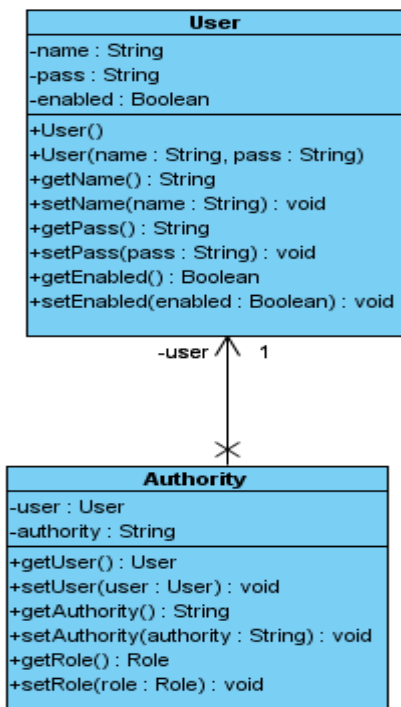 User
-name : String
-pass : String
-enabled : Boolean
+User()
+User(name : String, pass : String)
+getName() : String
+setName(name : String) : void
+getPass() : String
+setPass(pass : String) : void
+getEnabled() : Boolean
+setEnabled(enabled : Boolean) : void
-user 1
Authority
-user : User
-authority : String
+getUser() : User
+setUser(user : User) : void
+getAuthority() : String
+setAuthority(authority : String) : void
+getRole() : Role
+setRole(role : Role) : void